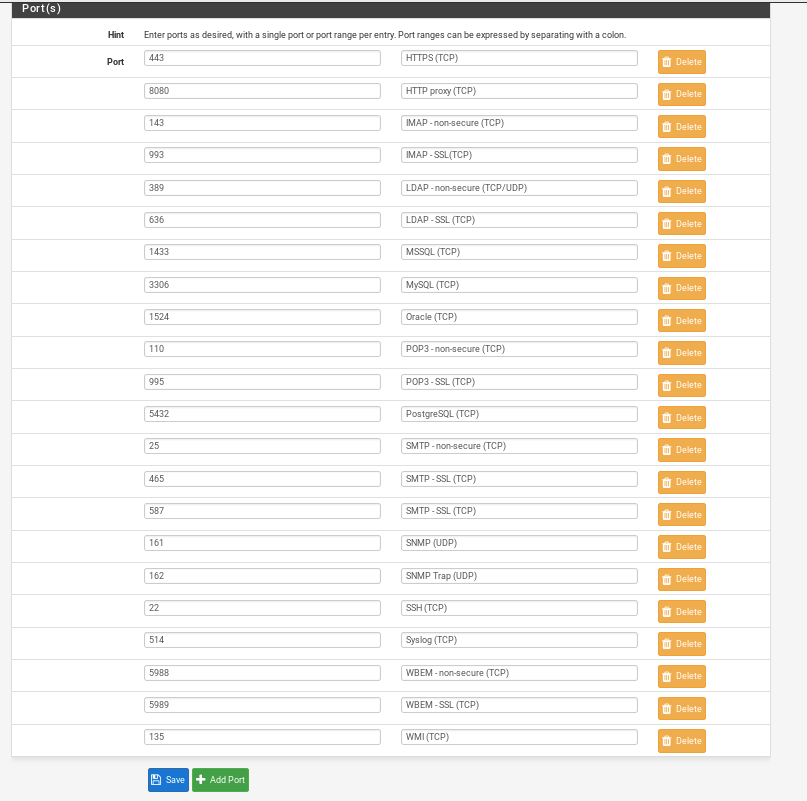 Port(s)
Hint Enter ports as desired, with a single port or port range per entry. Port ranges can be expressed by separating with a colon.
Port 443 HTTPS (TCP) Delete
8080 HTTP proxy (TCP) Delete
143 IMAP - non-secure (TCP) Delete
993 IMAP - SSL(TCP) Delete
389 LDAP - non-secure (TCP/UDP) Delete
636 LDAP - SSL (TCP) Delete
1433 MSSQL (TCP) Delete
3306 MySQL (TCP) Delete
1524 Oracle (TCP) Delete
110 POP3 - non-secure (TCP) Delete
995 POP3 - SSL (TCP) Delete
5432 PostgreSQL (TCP) Delete
25 SMTP - non-secure (TCP) Delete
465 SMTP - SSL (TCP) Delete
587 SMTP - SSL (TCP) Delete
161 SNMP (UDP) Delete
162 SNMP Trap (UDP) Delete
22 SSH (TCP) Delete
514 Syslog (TCP) Delete
5988 WBEM - non-secure (TCP) Delete
5989 WBEM - SSL (TCP) Delete
135 WMI (TCP) Delete
Save Add Port